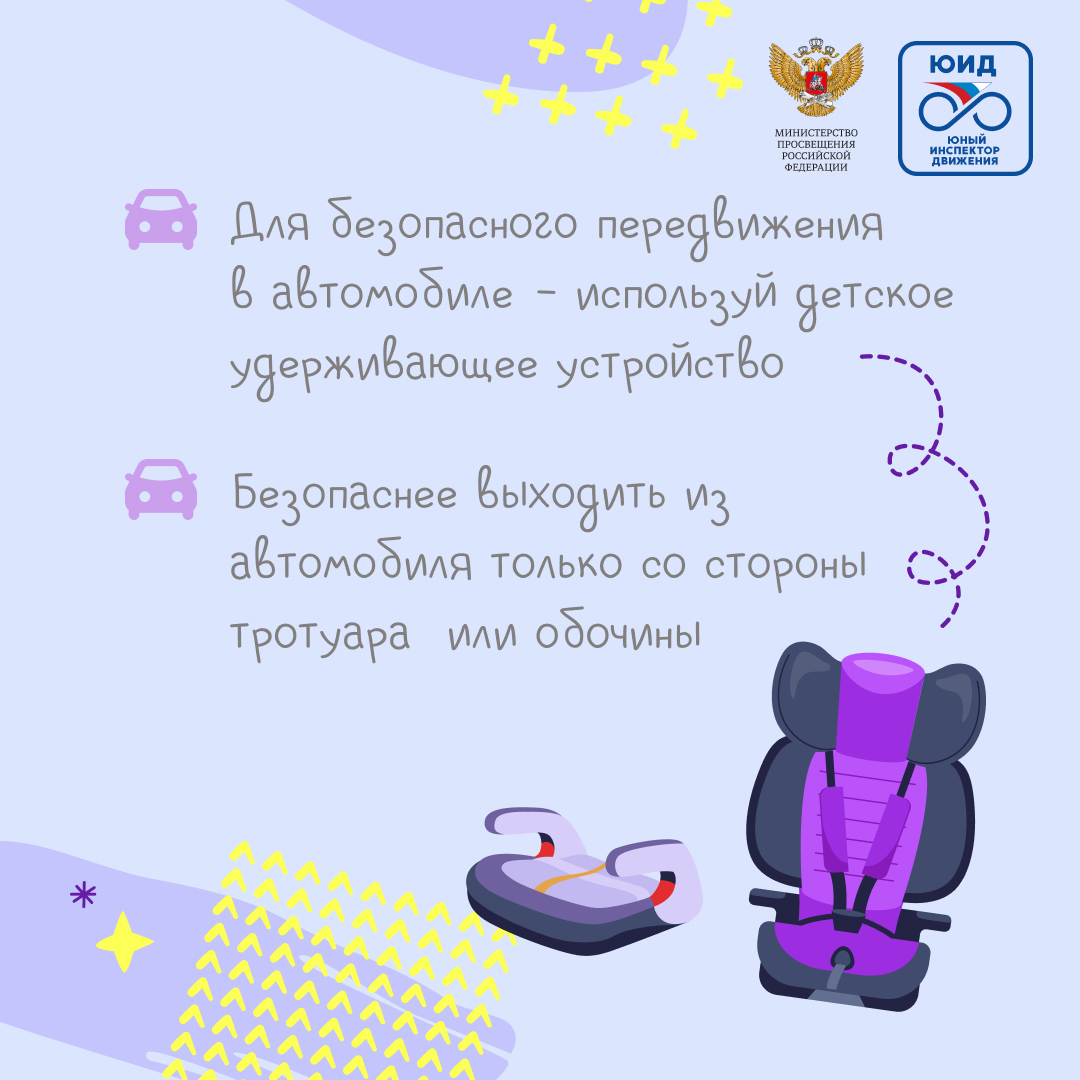 МИНИСТЕРСТВО
ПРОСВЕЩЕНИЯ
РОССИЙСКОЙ
ФЕДЕРАЦИИ
ЮИД
ЮНЫЙ
ИНСПЕКТОР
ДВИЖЕНИЯ
Для безопасного передвижения
в автомобиле - используй детское
удерживающее устройство
Безопаснее выходить из
автомобиля только со стороны
тротуара или обочины